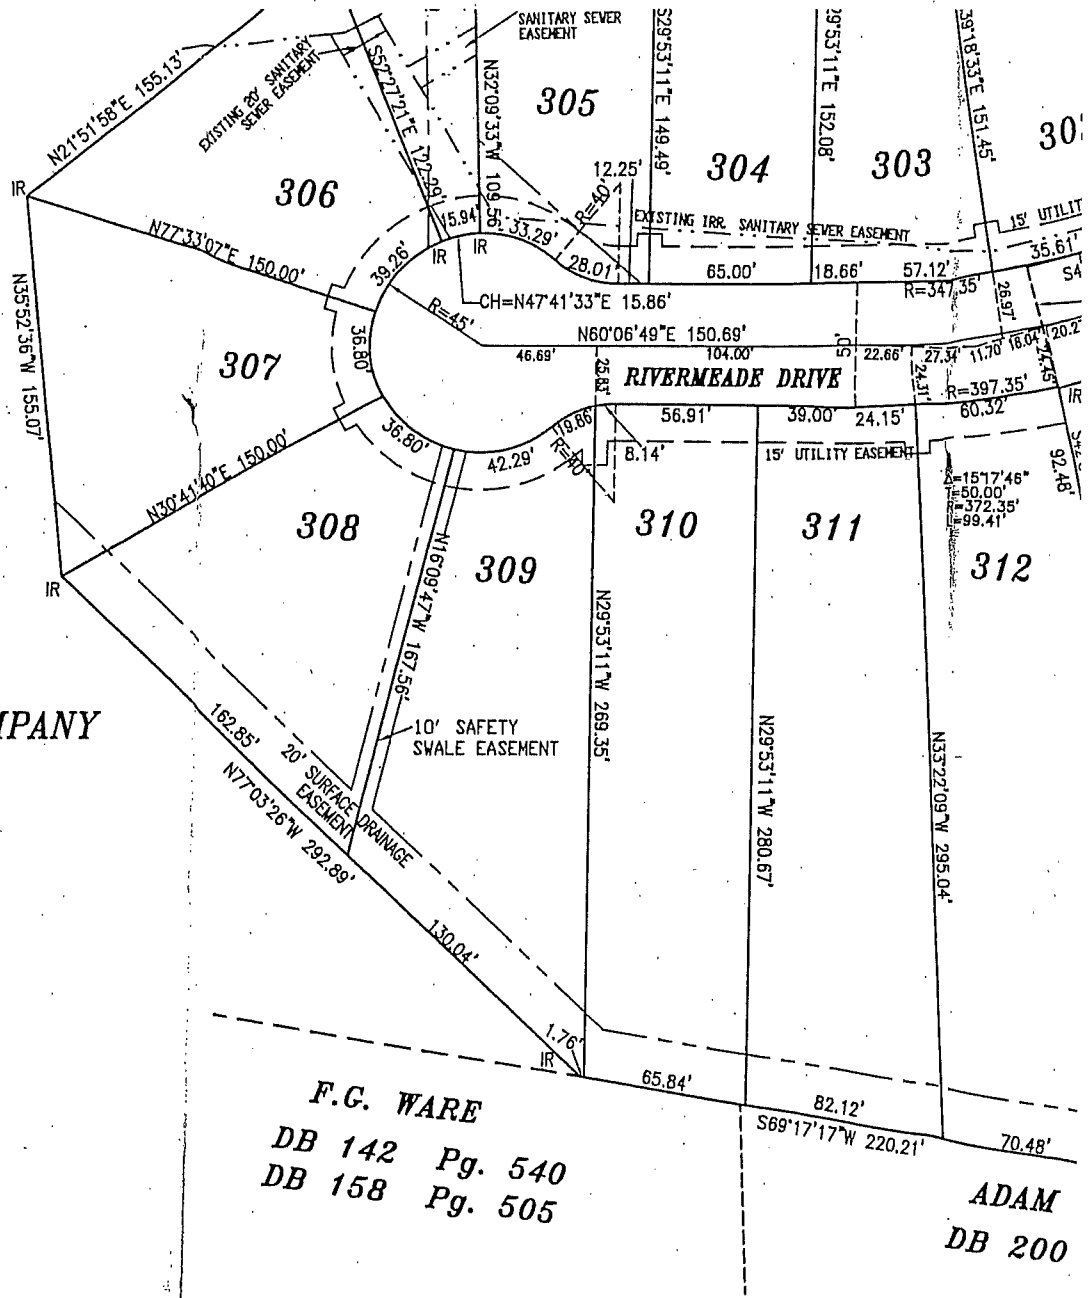 SANITARY SEWER
EASEMENT
EXISTING 20' SANITARY
SEWER EASEMENT
N21°51'58"E 155.13'
S52°27'21"E 122.29'
N32°09'33"W 109.56'
S29°53'11"E 149.49'
29°53'11"E 152.08'
39°18'33"E 151.45'
305
304
303
306
IR
N77°33'07"E 150.00'
15.94'
33.29'
R=40'
12.25'
EXISTING IRR. SANITARY SEWER EASEMENT
15' UTILIT
35.61'
IR
IR
39.26'
28.01'
65.00'
18.66'
57.12'
R=347.35'
S4
CH=N47°41'33"E 15.86'
R=45'
26.97'
N60°06'49"E 150.69'
46.69'
104.00'
50'
22.66'
27.34'
11.70'
18.04'
20.2
N35°52'36"W 155.07'
307
36.80'
25.83'
RIVERMEADE DRIVE
24.31'
24.45'
R=397.35'
IR
19.86'
56.91'
39.00'
24.15'
60.32'
N30°41'40"E 150.00'
36.80'
42.29'
R=40'
8.14'
15' UTILITY EASEMENT
92.48'
Δ=15°17'48"
T=50.00'
R=372.35'
L=99.41'
308
309
310
311
312
IR
N16°09'47"W 167.56'
N29°53'11"W 269.35'
N29°53'11"W 280.67'
N33°22'09"W 295.04'
MPANY
162.85'
10' SAFETY
SWALE EASEMENT
20' SURFACE DRAINAGE
EASEMENT
N77°03'26"W 292.89'
130.04'
1.76'
IR
65.84'
82.12'
S69°17'17"W 220.21'
70.48'
F.G. WARE
DB 142 Pg. 540
DB 158 Pg. 505
ADAM
DB 200